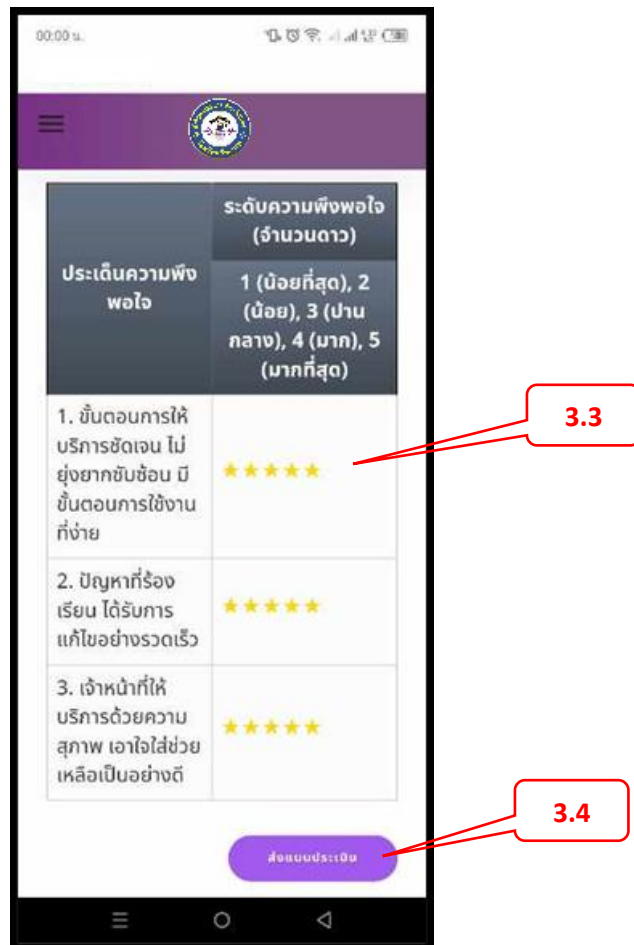 00:00 น.
ระดับความพึงพอใจ
(จำนวนดาว)
ประเด็นความพึง
พอใจ
1 (น้อยที่สุด), 2
(น้อย), 3 (ปาน
กลาง), 4 (มาก), 5
(มากที่สุด)
1. ขั้นตอนการให้
บริการชัดเจน ไม่
ยุ่งยากซับซ้อน มี
ขั้นตอนการใช้งาน
ที่ง่าย
3.3
2. ปัญหาที่ร้อง
เรียน ได้รับการ
แก้ไขอย่างรวดเร็ว
3. เจ้าหน้าที่ให้
บริการด้วยความ
สุภาพ เอาใจใส่ช่วย
เหลือเป็นอย่างดี
3.4
ส่งแบบประเมิน